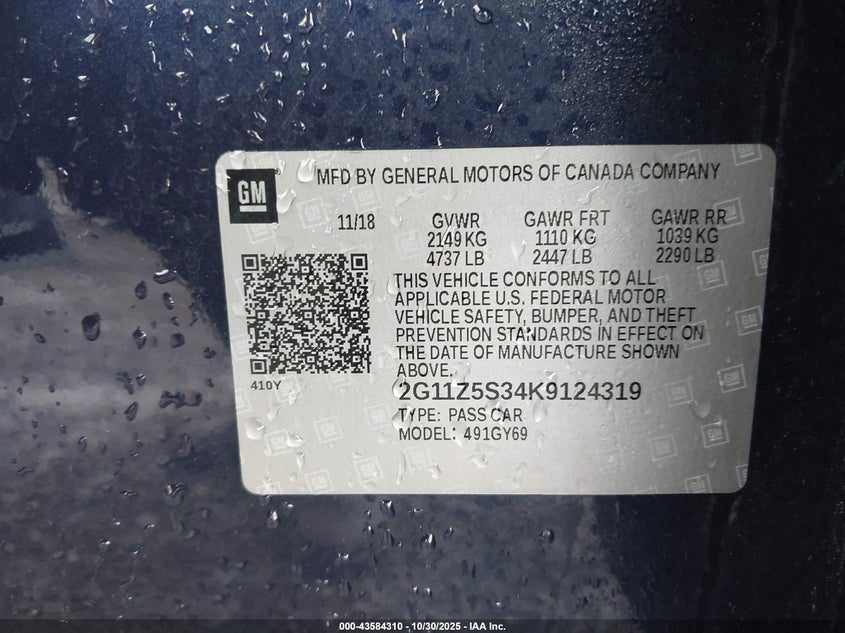 GM
MFD BY GENERAL MOTORS OF CANADA COMPANY
11/18 GVWR GAWR FRT GAWR RR
2149 KG 1110 KG 1039 KG
4737 LB 2447 LB 2290 LB
THIS VEHICLE CONFORMS TO ALL
APPLICABLE U.S. FEDERAL MOTOR
VEHICLE SAFETY, BUMPER, AND THEFT
PREVENTION STANDARDS IN EFFECT ON
THE DATE OF MANUFACTURE SHOWN
ABOVE.
410Y
2G11Z5S34K9124319
TYPE: PASS CAR
MODEL: 491GY69
000-43584310 - 10/30/2025 - IAA Inc.